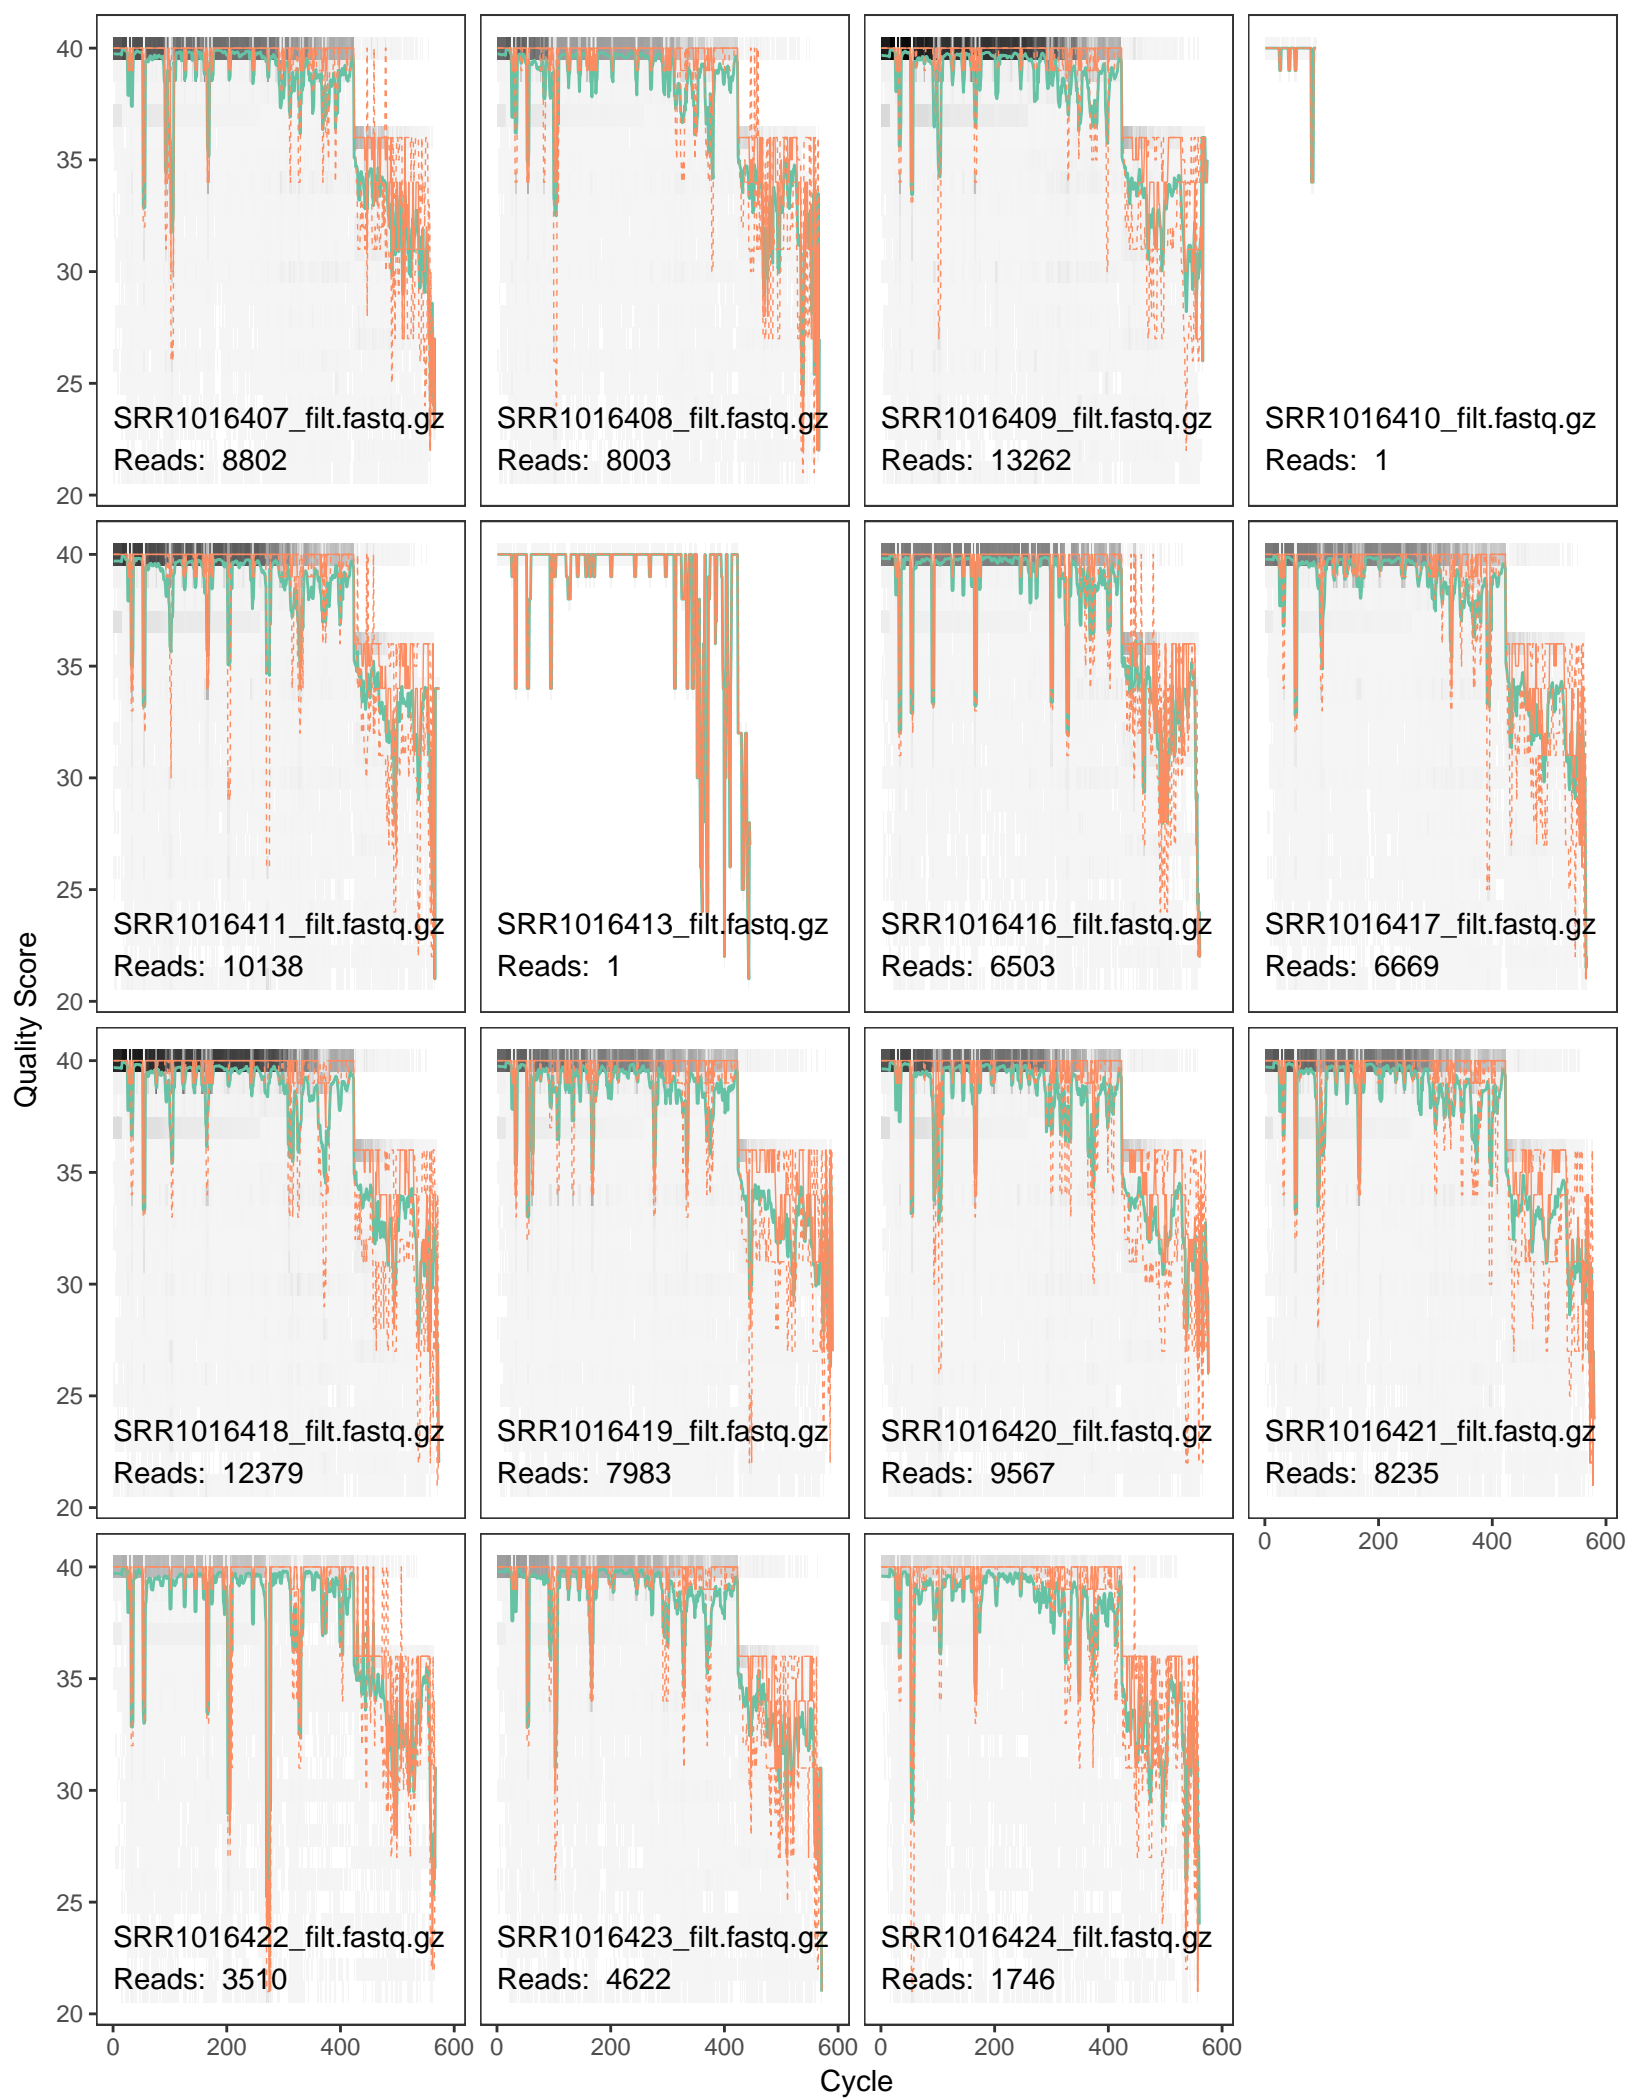 Quality Score
40
35
30
25
20
SRR1016407_filt.fastq.gz
Reads: 8802
SRR1016408_filt.fastq.gz
Reads: 8003
SRR1016409_filt.fastq.gz
Reads: 13262
SRR1016410_filt.fastq.gz
Reads: 1
40
35
30
25
20
SRR1016411_filt.fastq.gz
Reads: 10138
SRR1016413_filt.fastq.gz
Reads: 1
SRR1016416_filt.fastq.gz
Reads: 6503
SRR1016417_filt.fastq.gz
Reads: 6669
40
35
30
25
20
SRR1016418_filt.fastq.gz
Reads: 12379
SRR1016419_filt.fastq.gz
Reads: 7983
SRR1016420_filt.fastq.gz
Reads: 9567
SRR1016421_filt.fastq.gz
Reads: 8235
0 200 400 600
40
35
30
25
20
SRR1016422_filt.fastq.gz
Reads: 3510
SRR1016423_filt.fastq.gz
Reads: 4622
SRR1016424_filt.fastq.gz
Reads: 1746
0 200 400 600
0 200 400 600
0 200 400 600
Cycle